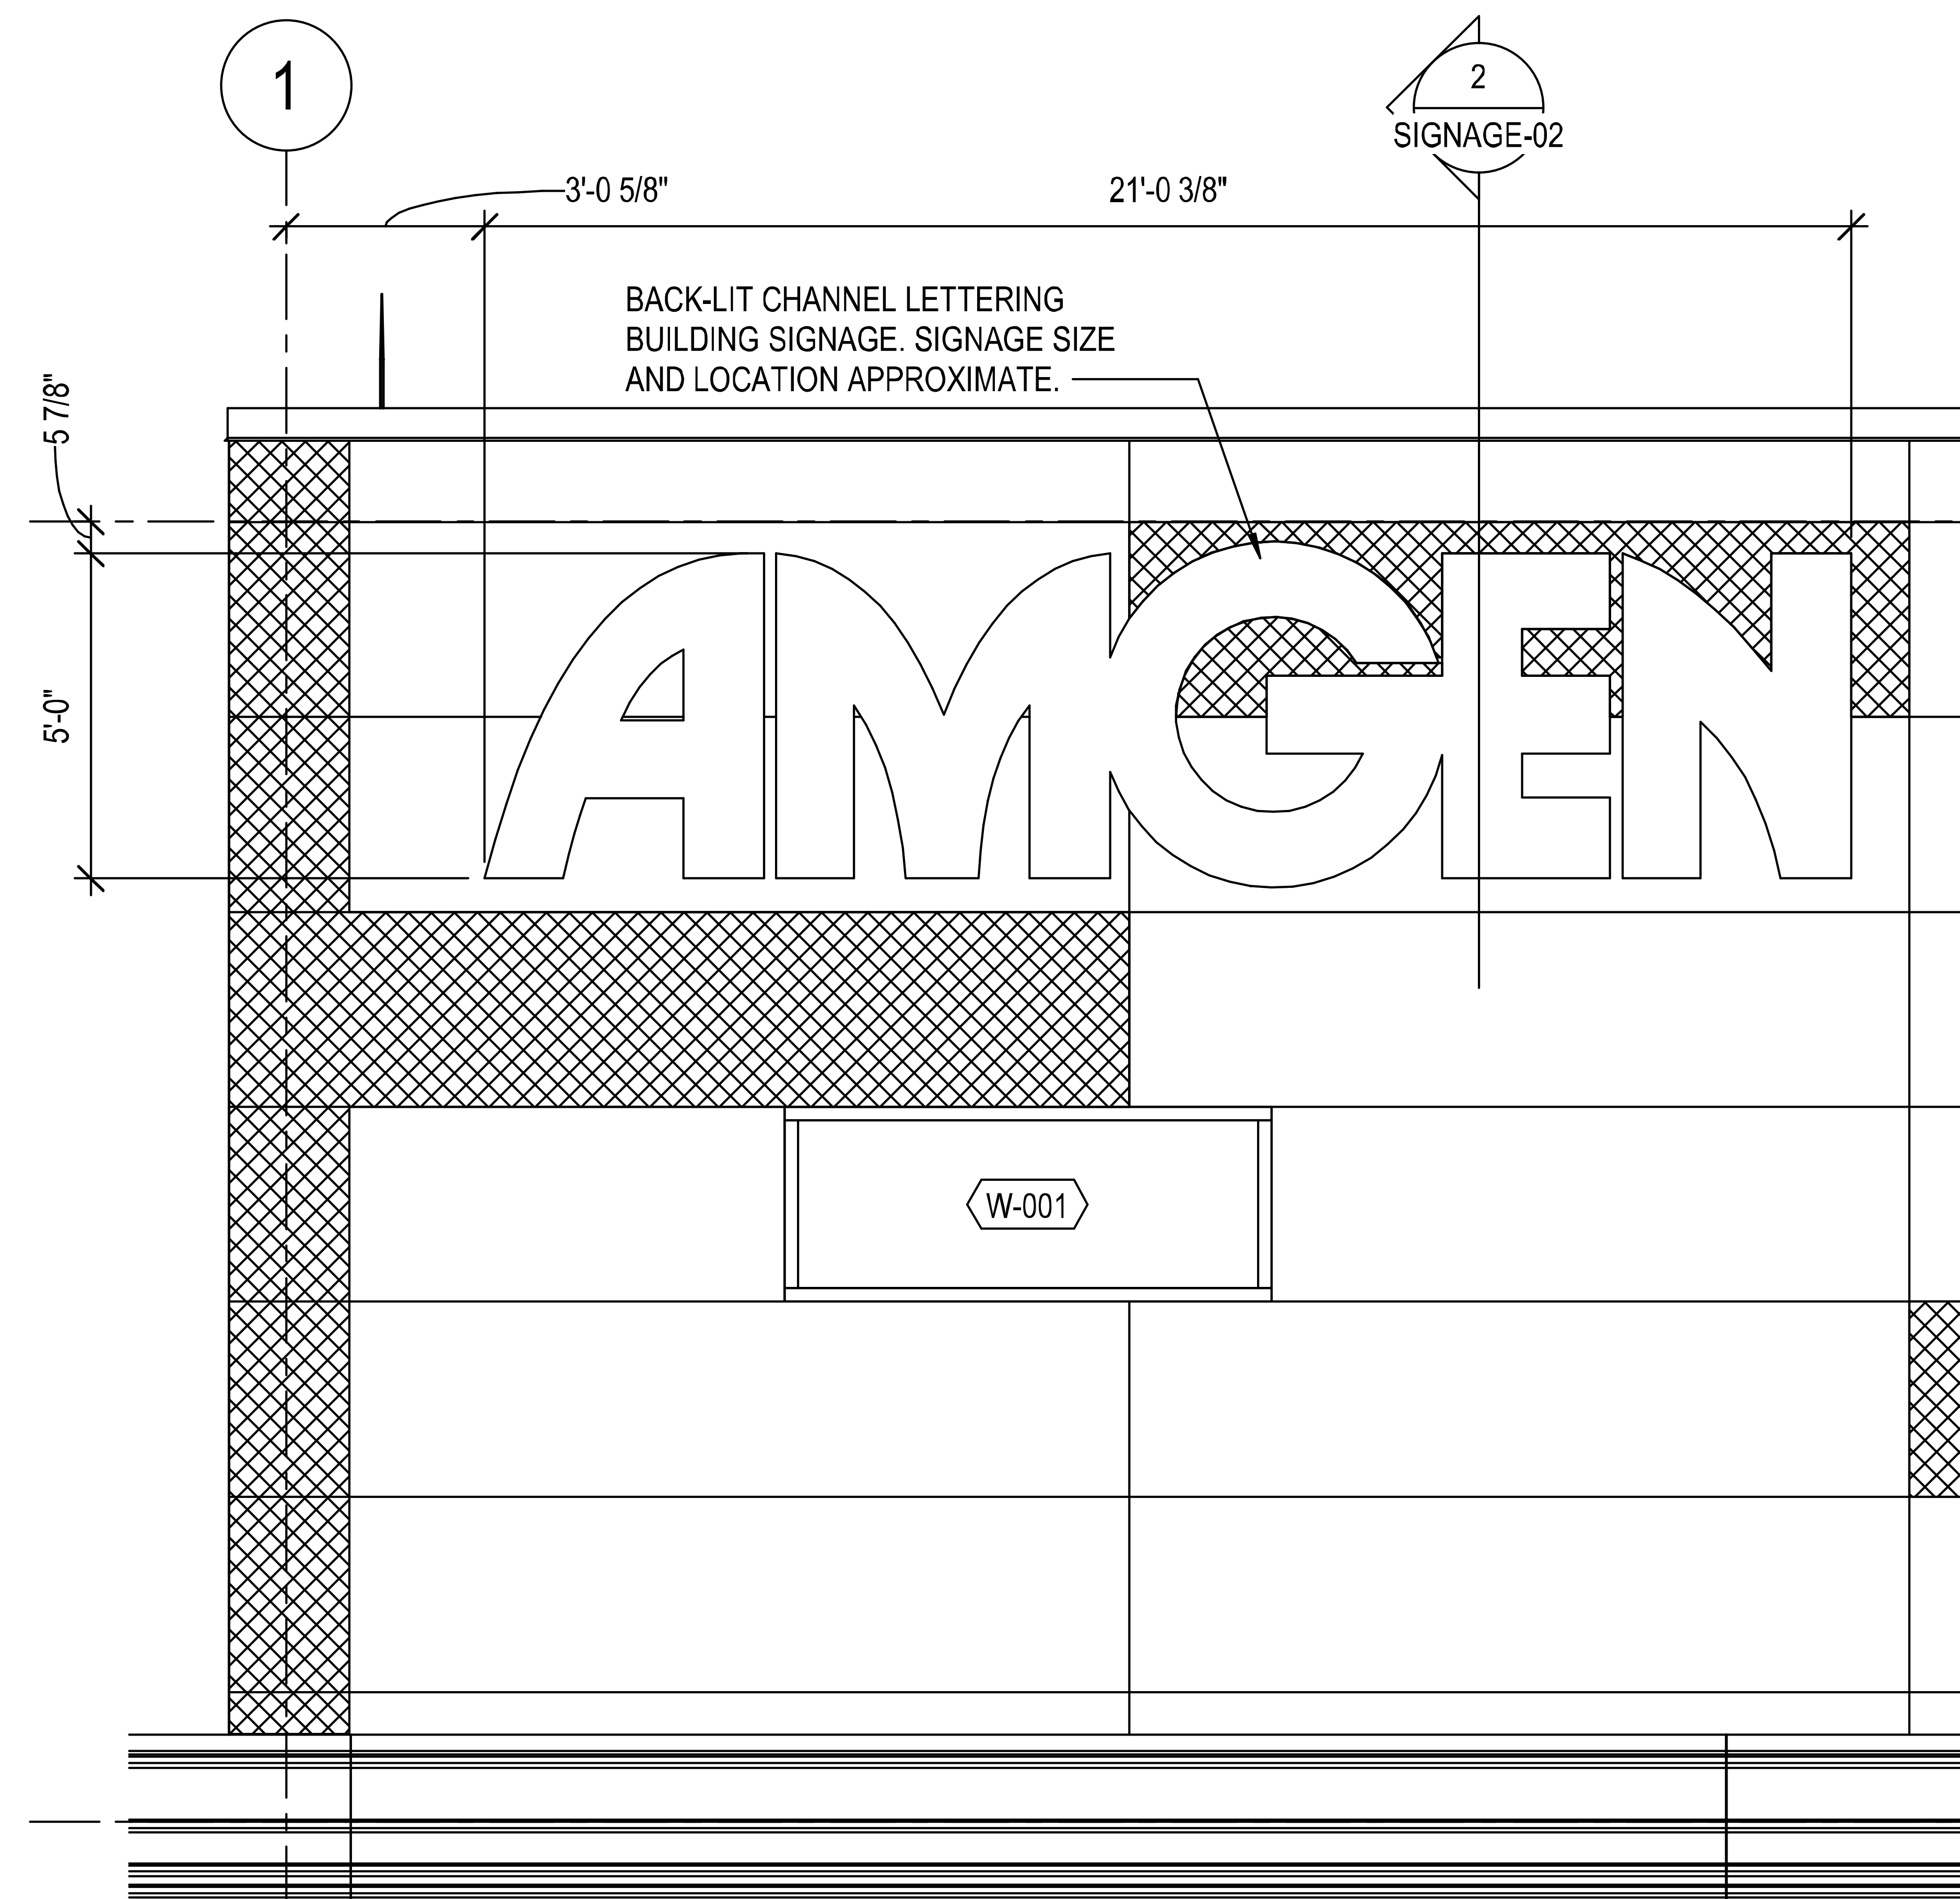 1
2
SIGNAGE-02
3'-0 5/8"
21'-0 3/8"
BACK-LIT CHANNEL LETTERING
BUILDING SIGNAGE. SIGNAGE SIZE
AND LOCATION APPROXIMATE.
5 7/8"
5'-0"
AMGEN
W-001